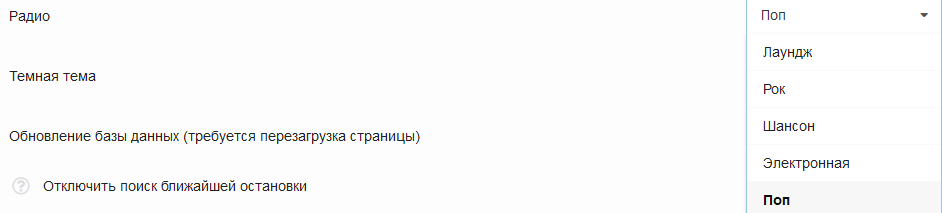 Радио
Поп
Лаундж
Темная тема
Рок
Шансон
Обновление базы данных (требуется перезагрузка страницы)
Электронная
? Отключить поиск ближайшей остановки
Поп